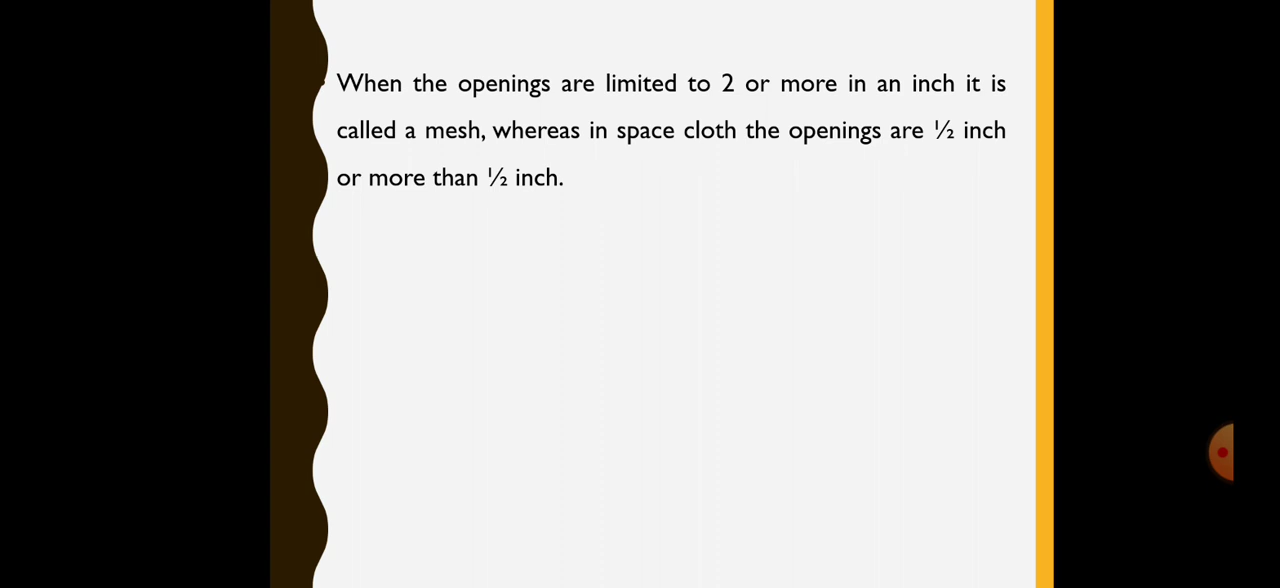 When the openings are limited to 2 or more in an inch it is
called a mesh, whereas in space cloth the openings are ½ inch
or more than ½ inch.